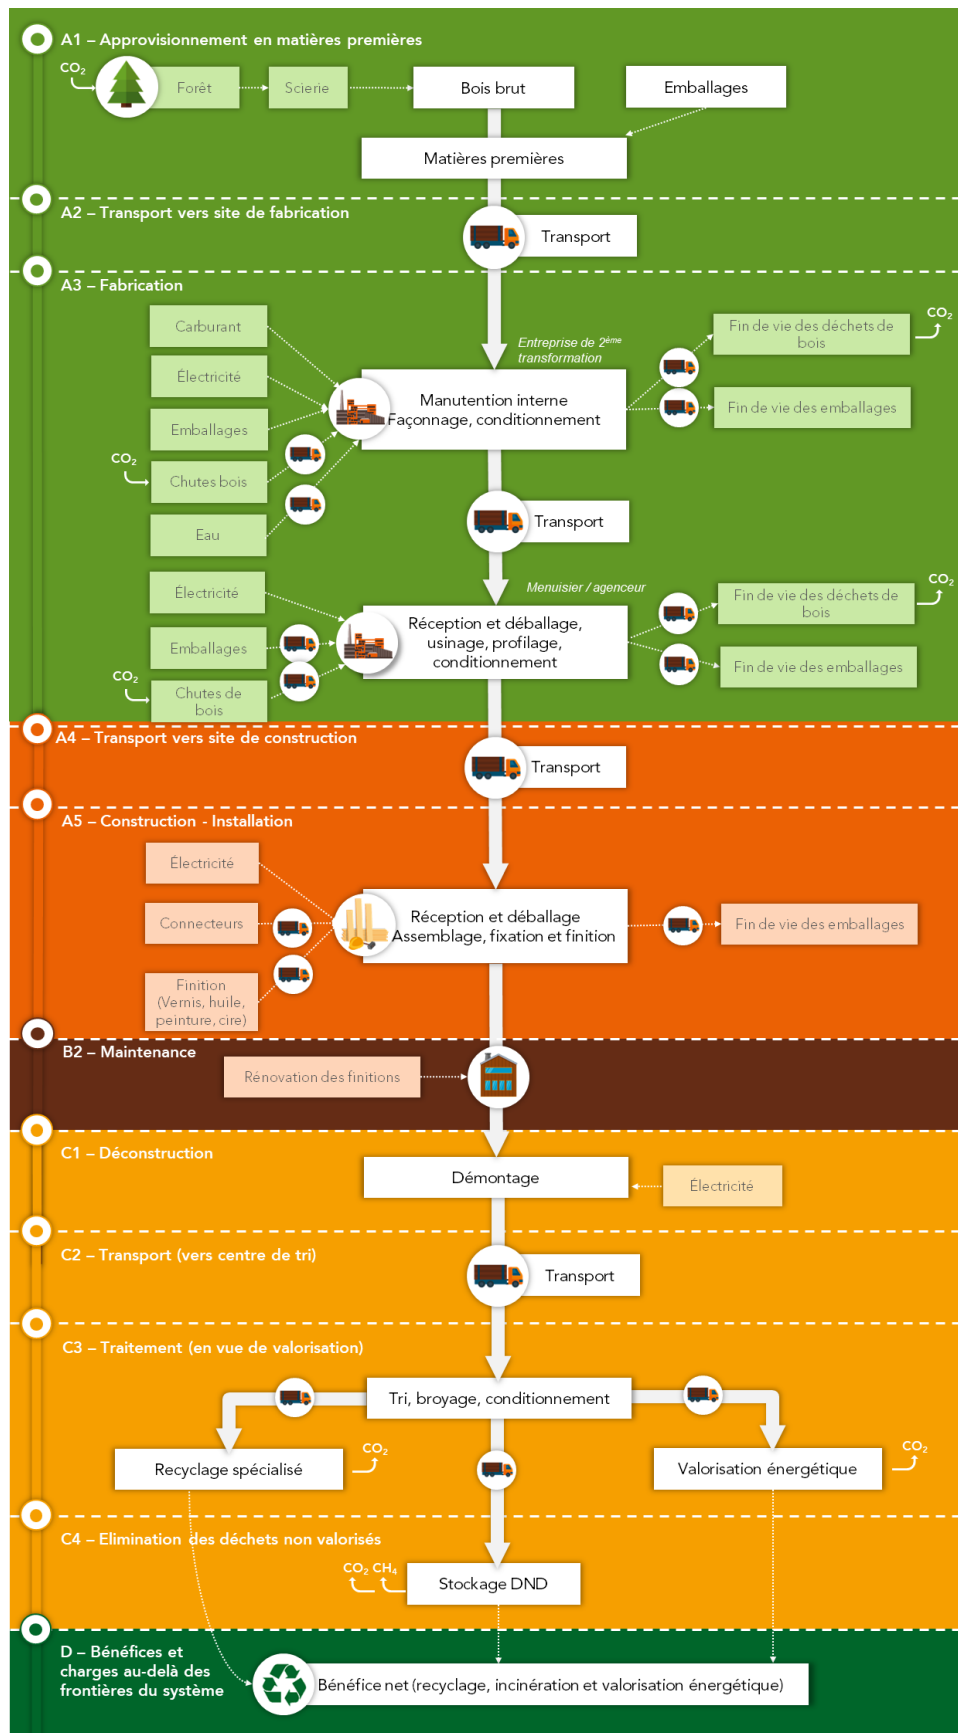 A1 – Approvisionnement en matières premières
CO₂
Forêt
Scierie
Bois brut
Emballages
Matières premières
A2 – Transport vers site de fabrication
Transport
A3 – Fabrication
Carburant
Entreprise de 2ème
transformation
Fin de vie des déchets de
bois
CO₂
Électricité
Manutention interne
Façonnage, conditionnement
Fin de vie des emballages
Emballages
CO₂
Chutes bois
Eau
Transport
Électricité
Menuisier / agenceur
Fin de vie des déchets de
bois
CO₂
Emballages
Réception et déballage,
usinage, profilage,
conditionnement
Fin de vie des emballages
CO₂
Chutes de
bois
A4 – Transport vers site de construction
Transport
A5 – Construction - Installation
Électricité
Connecteurs
Réception et déballage
Assemblage, fixation et finition
Fin de vie des emballages
Finition
(Vernis, huile,
peinture, cire)
B2 – Maintenance
Rénovation des finitions
C1 – Déconstruction
Démontage
Électricité
C2 – Transport (vers centre de tri)
Transport
C3 – Traitement (en vue de valorisation)
Tri, broyage, conditionnement
Recyclage spécialisé
CO₂
Valorisation énergétique
CO₂
C4 – Elimination des déchets non valorisés
CO₂ CH₄
Stockage DND
D – Bénéfices et
charges au-delà des
frontières du système
Bénéfice net (recyclage, incinération et valorisation énergétique)